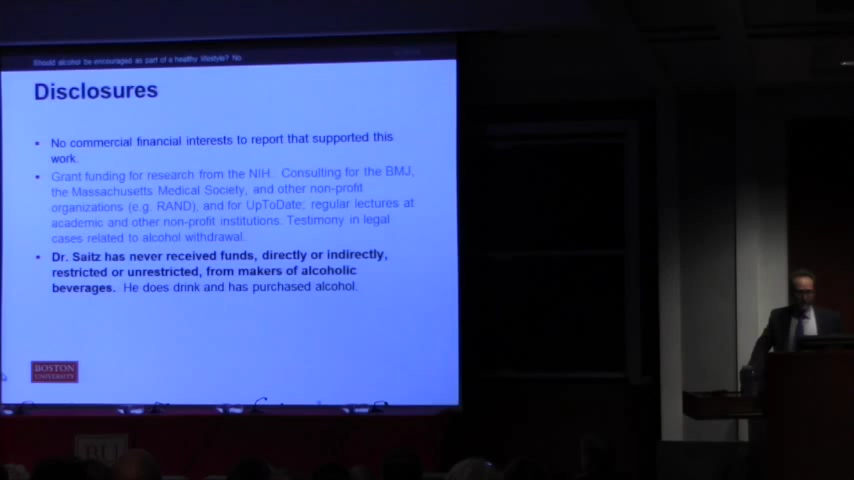 Should alcohol be encouraged as part of a healthy lifestyle? No.
Disclosures
▪ No commercial financial interests to report that supported this
work.
▪ Grant funding for research from the NIH. Consulting for the BMJ,
the Massachusetts Medical Society, and other non-profit
organizations (e.g. RAND), and for UpToDate; regular lectures at
academic and other non-profit institutions. Testimony in legal
cases related to alcohol withdrawal.
▪ Dr. Saitz has never received funds, directly or indirectly,
restricted or unrestricted, from makers of alcoholic
beverages. He does drink and has purchased alcohol.
BOSTON
UNIVERSITY
BU